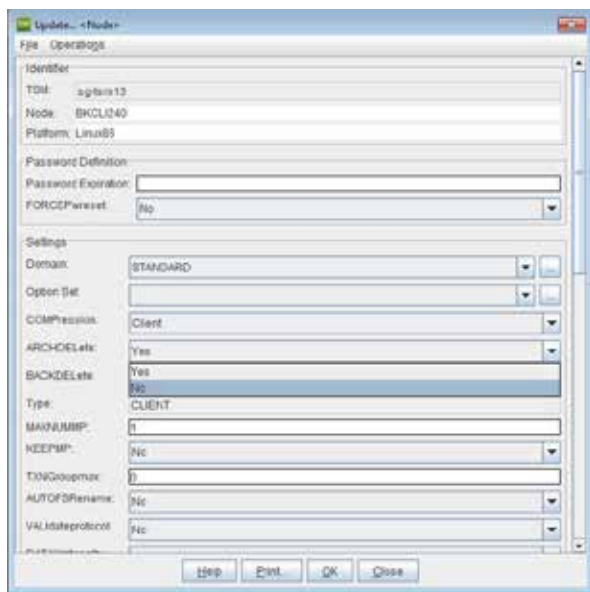 Update... <Node>
File Operations
Identifier
TSM:
Node: BKCLI240
Platform: Linux86
Password Definition
Password Expiration:
FORCEPwreset: No
Settings
Domain: STANDARD
Option Set:
COMPression: Client
ARCHDELete: Yes
Yes
BACKDELete: No
Type: CLIENT
MAXNUMMP: 1
KEEPMP: No
TXNGroupmax: 0
AUTOFSRename: No
VALIdateprotocol: No
Help Print OK Close